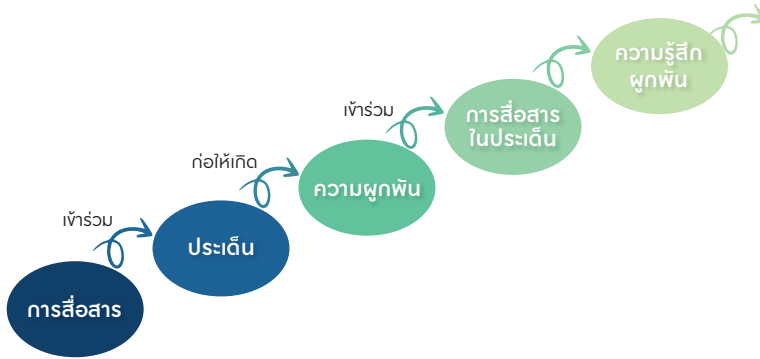 การสื่อสาร
เข้าร่วม
ประเด็น
ก่อให้เกิด
ความผูกพัน
เข้าร่วม
การสื่อสาร
ในประเด็น
ความรู้สึก
ผูกพัน